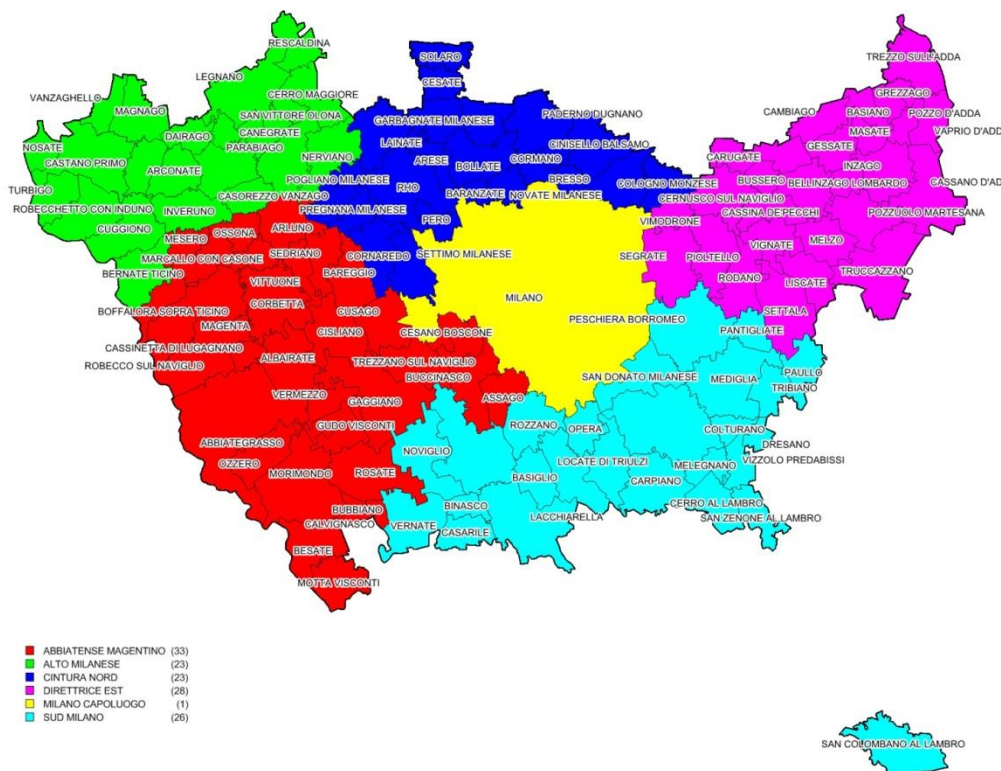 RESCALDINA
SOLARO
TREZZO SULL'ADDA
LEGNANO
CESATE
GREZZAGO
VANZAGHELLO
CERRO MAGGIORE
MAGNAGO
SAN VITTORE OLONA
GARBAGNATE MILANESE
PADERNO DUGNANO
CAMBIAGO
BASIANO
POZZO D'ADDA
DAIRAGO
CANEGRATE
MASATE
VAPRIO D'ADD
NOSATE
PARABIAGO
LAINATE
CINISELLO BALSAMO
GESSATE
CASTANO PRIMO
NERVIANO
ARESE
CORMANO
CARUGATE
INZAGO
ARCONATE
BOLLATE
POGLIANO MILANESE
BRESSO
BUSSERO
BELLINZAGO LOMBARDO
CASSANO D'AD
TURBIGO
RHO
BARANZATE
NOVATE MILANESE
COLOGNO MONZESE
CERNUSCO SUL NAVIGLIO
CASOREZZO
VANZAGO
ROBECCHETTO CON INDUNO
INVERUNO
PREGNANA MILANESE
PERO
VIMODRONE
CASSINA DE'PECCHI
POZZUOLO MARTESANA
CUGGIONO
OSSONA
ARLUNO
MESERO
SEDRIANO
SETTIMO MILANESE
SEGRATE
PIOLTELLO
VIGNATE
MELZO
MARCALLO CON CASONE
CORNAREDO
BERNATE TICINO
BAREGGIO
RODANO
LISCATE
TRUCCAZZANO
VITTUONE
MILANO
BOFFALORA SOPRA TICINO
CORBETTA
CUSAGO
SETTALA
MAGENTA
CISLIANO
CESANO BOSCONE
PESCHIERA BORROMEO
PANTIGLIATE
CASSINETTA DI LUGAGNANO
ROBECCO SUL NAVIGLIO
ALBAIRATE
TREZZANO SUL NAVIGLIO
BUCCINASCO
SAN DONATO MILANESE
MEDIGLIA
PAULLO
TRIBIANO
VERMEZZO
GAGGIANO
ASSAGO
GUDO VISCONTI
ROZZANO
OPERA
COLTURANO
ABBIATEGRASSO
NOVIGLIO
DRESANO
OZZERO
MORIMONDO
ROSATE
BASIGLIO
LOCATE DI TRIULZI
MELEGNANO
VIZZOLO PREDABISSI
CARPIANO
BUBBIANO
BINASCO
LACCHIARELLA
CERRO AL LAMBRO
CALVIGNASCO
VERNATE
CASARILE
SAN ZENONE AL LAMBRO
BESATE
MOTTA VISCONTI
ABBIATENSE MAGENTINO (33)
ALTO MILANESE (23)
CINTURA NORD (23)
DIRETTRICE EST (28)
MILANO CAPOLUOGO (1)
SUD MILANO (26)
SAN COLOMBANO AL LAMBRO